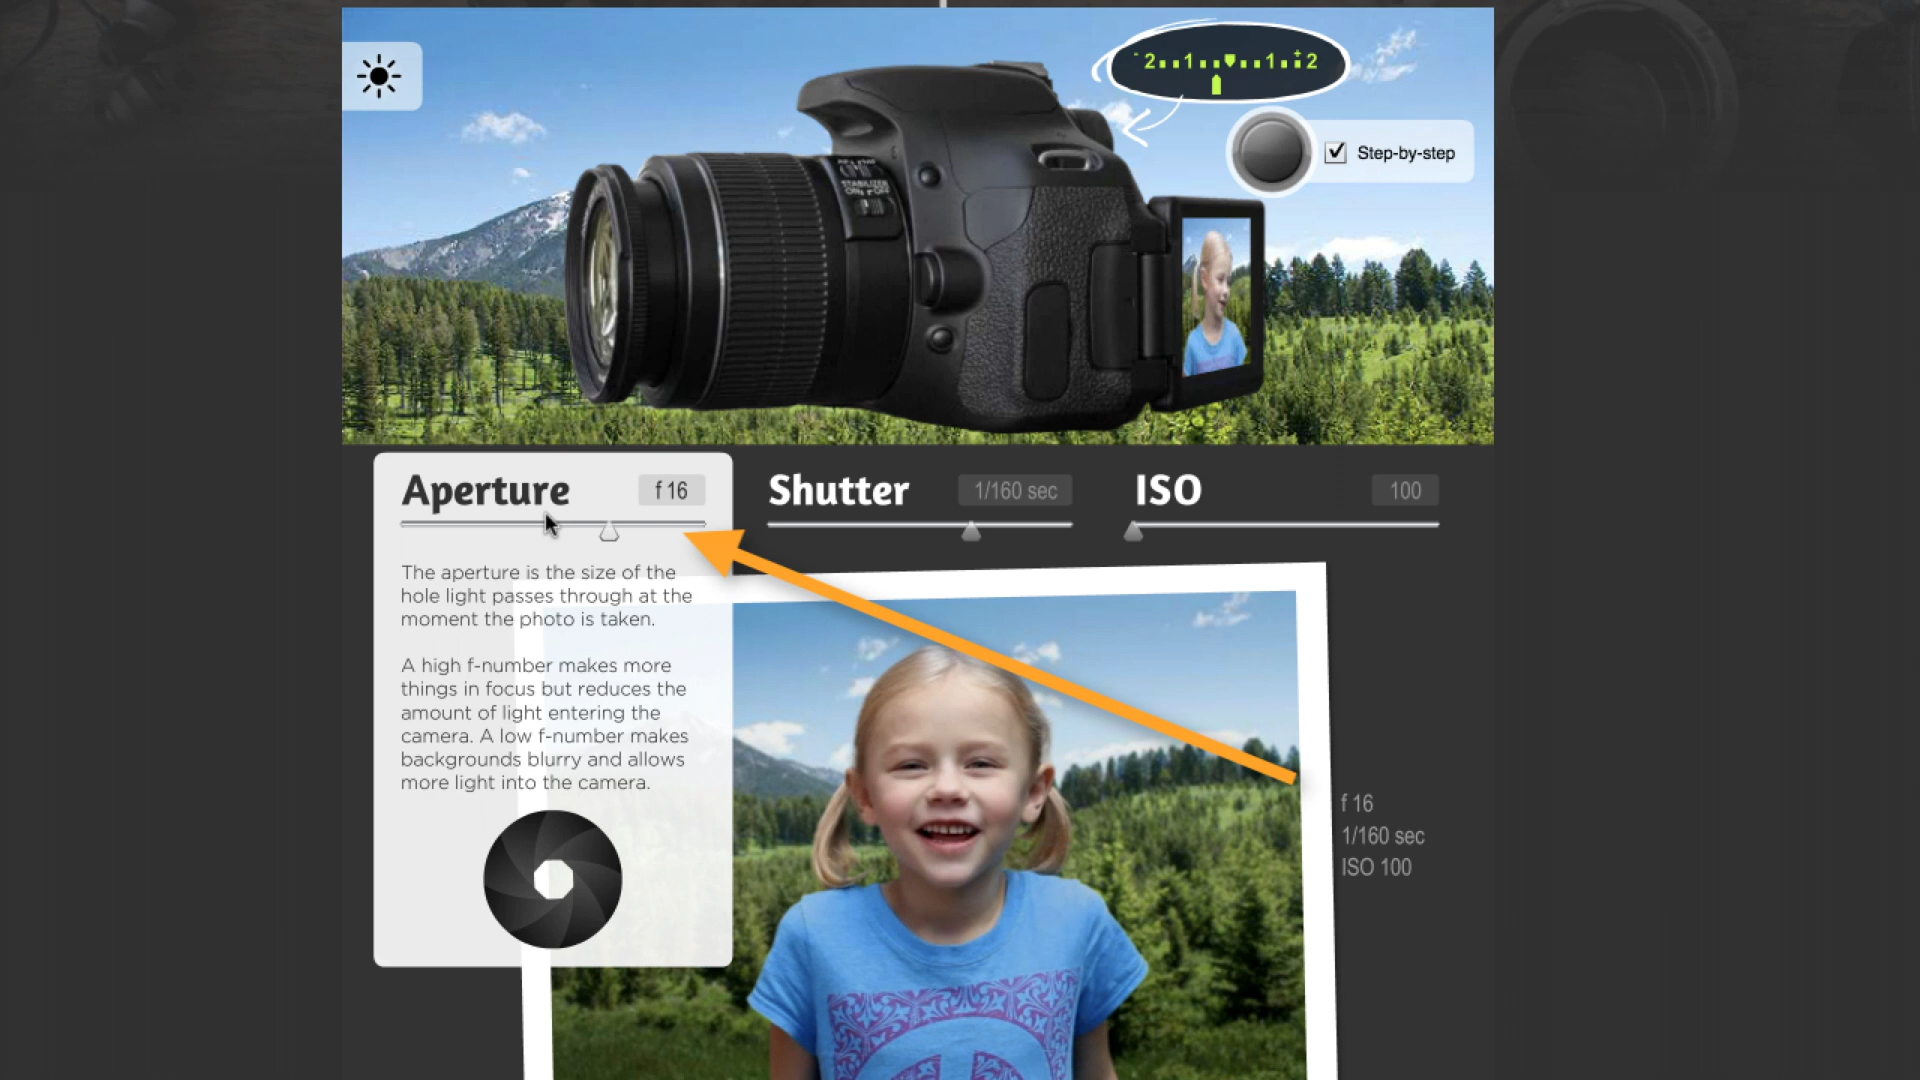 - 2..1..▼..1..+2
Step-by-step
STABILIZER
ON OFF
Aperture
f 16
Shutter
1/160 sec
ISO
100
The aperture is the size of the
hole light passes through at the
moment the photo is taken.
A high f-number makes more
things in focus but reduces the
amount of light entering the
camera. A low f-number makes
backgrounds blurry and allows
more light into the camera.
f 16
1/160 sec
ISO 100